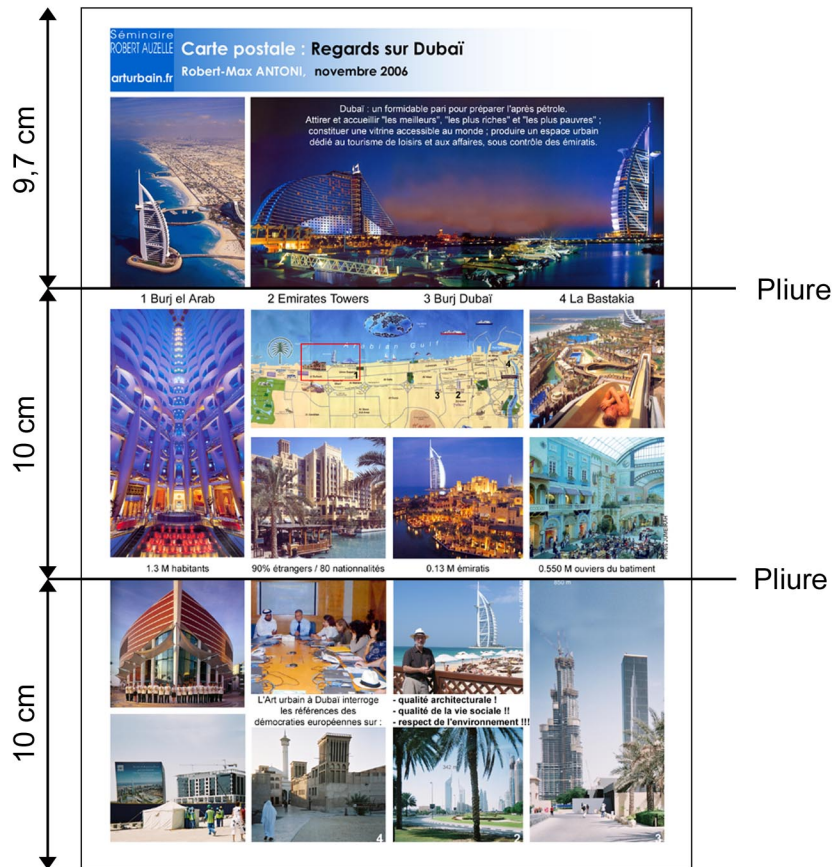 Séminaire
ROBERT AUZELLE
arturbain.fr
Carte postale : Regards sur Dubaï
Robert-Max ANTONI, novembre 2006
Dubaï : un formidable pari pour préparer l'après pétrole.
Attirer et accueillir "les meilleurs", "les plus riches" et "les plus pauvres" ;
constituer une vitrine accessible au monde ; produire un espace urbain
dédié au tourisme de loisirs et aux affaires, sous contrôle des émiratis.
1
9,7 cm
Pliure
1 Burj el Arab
2 Emirates Towers
3 Burj Dubaï
4 La Bastakia
Arabian Gulf
1
2
3
4
10 cm
1.3 M habitants
90% étrangers / 80 nationnalités
0.13 M émiratis
0.550 M ouviers du batiment
Pliure
10 cm
L'Art urbain à Dubaï interroge
les références des
démocraties européennes sur :
- qualité architecturale !
- qualité de la vie sociale !!
- respect de l'environnement !!!
4
342 m
2
850 m
3